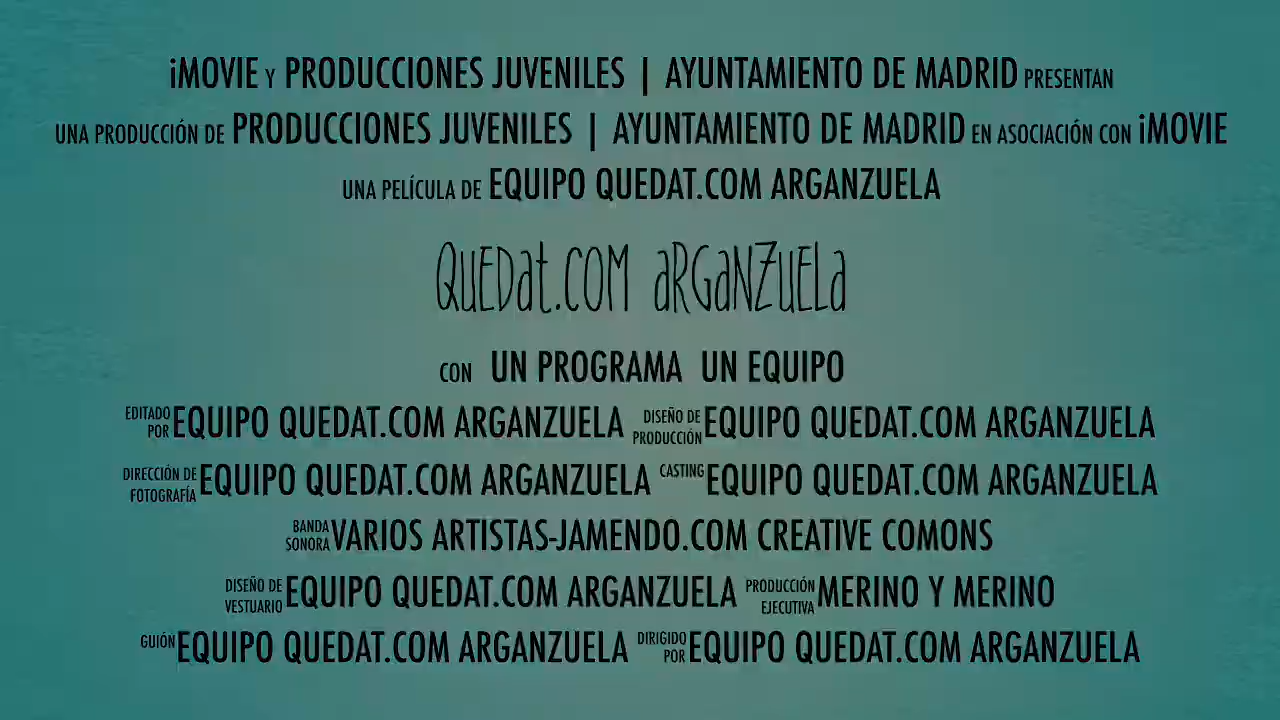 iMOVIE Y PRODUCCIONES JUVENILES | AYUNTAMIENTO DE MADRID PRESENTAN
UNA PRODUCCIÓN DE PRODUCCIONES JUVENILES | AYUNTAMIENTO DE MADRID EN ASOCIACIÓN CON iMOVIE
UNA PELÍCULA DE EQUIPO QUEDAT.COM ARGANZUELA
QUEDat.COM aRGaNZUELa
CON UN PROGRAMA UN EQUIPO
EDITADO POR EQUIPO QUEDAT.COM ARGANZUELA DISEÑO DE PRODUCCIÓN EQUIPO QUEDAT.COM ARGANZUELA
DIRECCIÓN DE FOTOGRAFÍA EQUIPO QUEDAT.COM ARGANZUELA CASTING EQUIPO QUEDAT.COM ARGANZUELA
BANDA SONORA VARIOS ARTISTAS-JAMENDO.COM CREATIVE COMONS
DISEÑO DE VESTUARIO EQUIPO QUEDAT.COM ARGANZUELA PRODUCCIÓN EJECUTIVA MERINO Y MERINO
GUIÓN EQUIPO QUEDAT.COM ARGANZUELA DIRIGIDO POR EQUIPO QUEDAT.COM ARGANZUELA